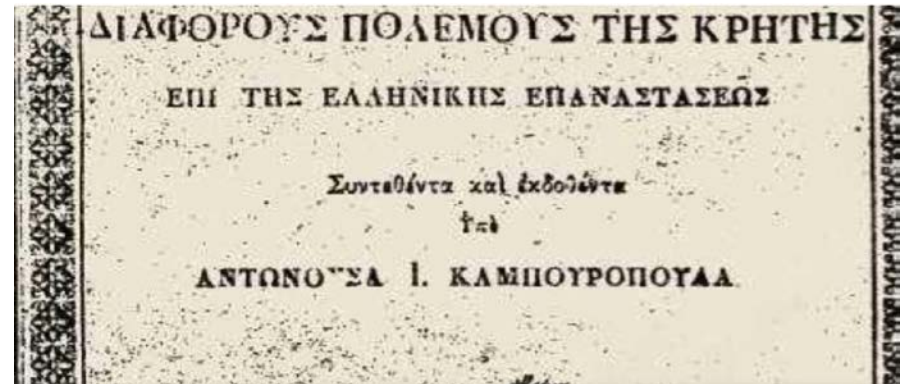 ΔΙΑΦΟΡΟΥΣ ΠΟΛΕΜΟΥΣ ΤΗΣ ΚΡΗΤΗΣ
ΕΠΙ ΤΗΣ ΕΛΛΗΝΙΚΗΣ ΕΠΑΝΑΣΤΑΣΕΩΣ
Συντεθέντα καὶ ἐκδοθέντα
Ὑπὸ
ΑΝΤΩΝΟΥΣΑ Ι. ΚΑΜΠΟΥΡΟΠΟΥΛΑ